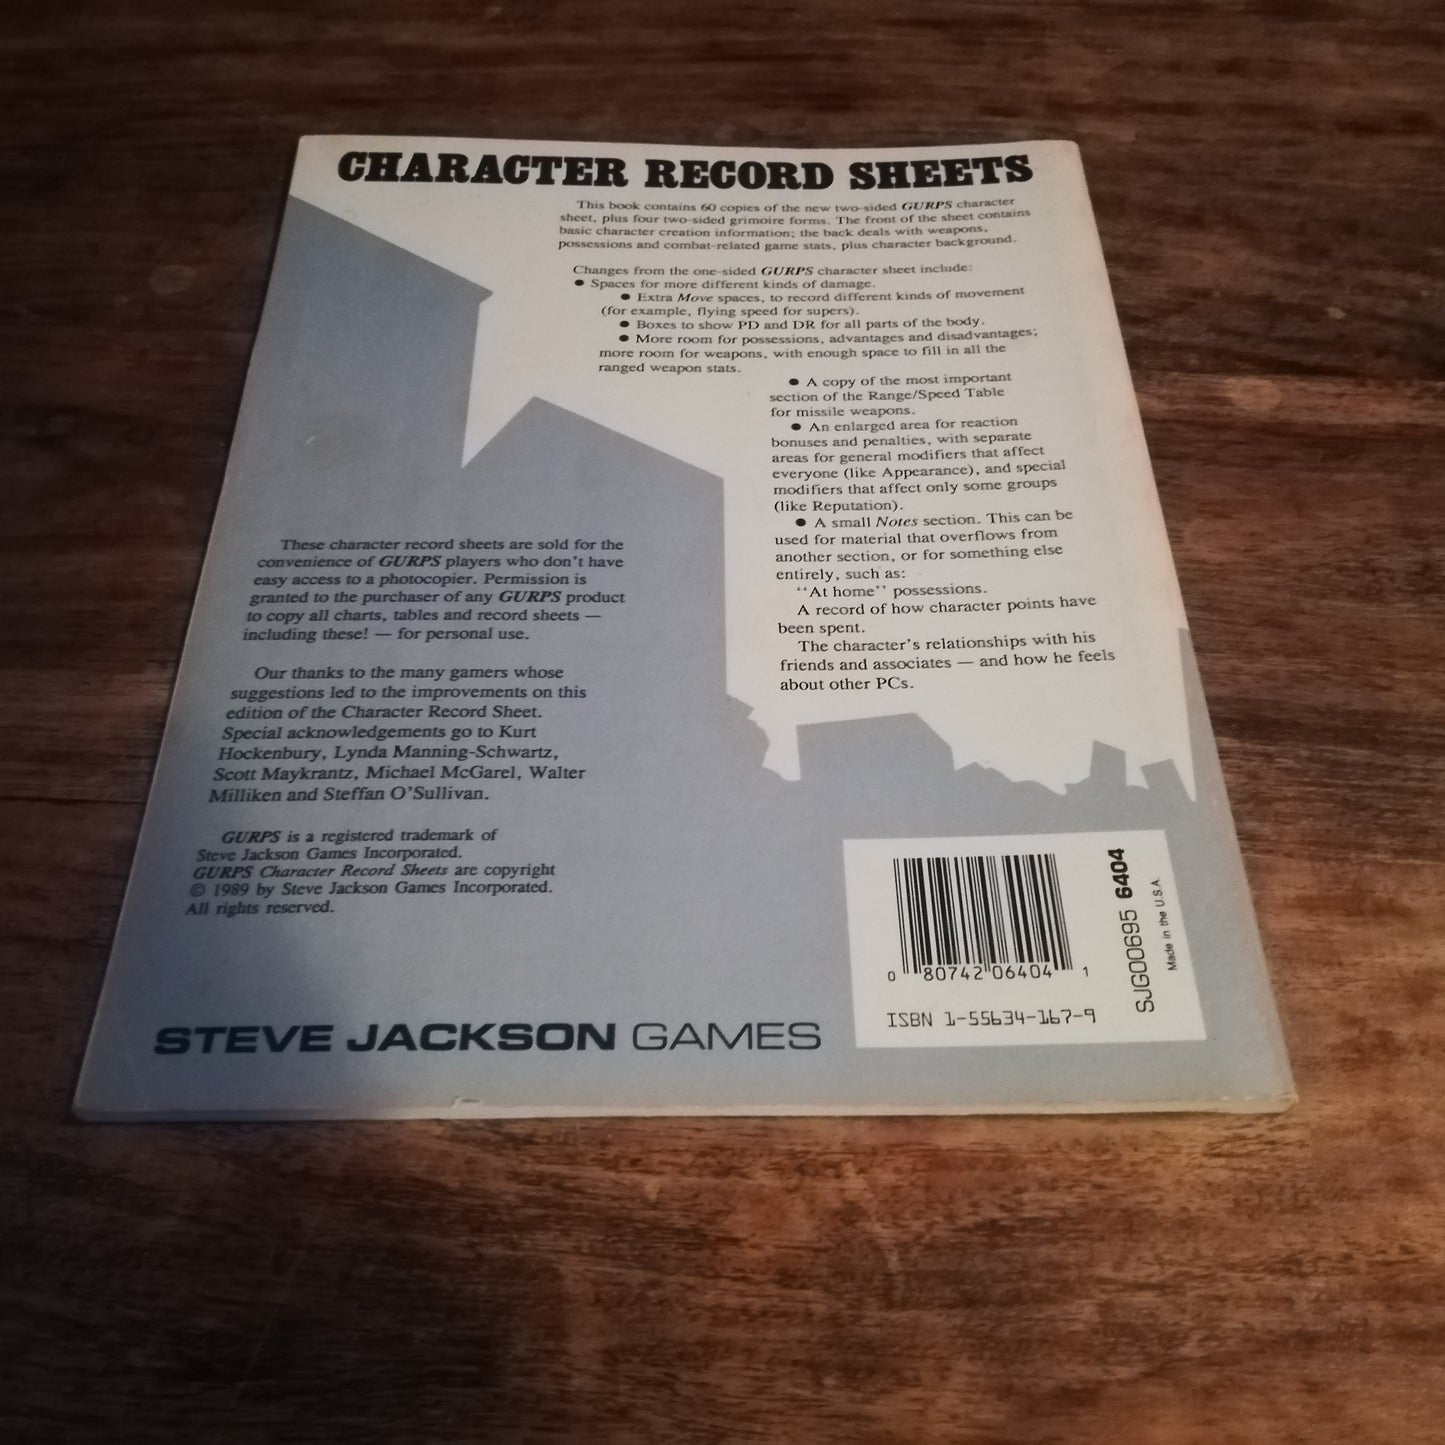 CHARACTER RECORD SHEETS
This book contains 60 copies of the new two-sided GURPS character
sheet, plus four two-sided grimoire forms. The front of the sheet contains
basic character creation information; the back deals with weapons,
possessions and combat-related game stats, plus character background.
Changes from the one-sided GURPS character sheet include:
● Spaces for more different kinds of damage.
● Extra Move spaces, to record different kinds of movement
(for example, flying speed for supers).
● Boxes to show PD and DR for all parts of the body.
● More room for possessions, advantages and disadvantages;
more room for weapons, with enough space to fill in all the
ranged weapon stats.
● A copy of the most important
section of the Range/Speed Table
for missile weapons.
● An enlarged area for reaction
bonuses and penalties, with separate
areas for general modifiers that affect
everyone (like Appearance), and special
modifiers that affect only some groups
(like Reputation).
● A small Notes section. This can be
used for material that overflows from
another section, or for something else
entirely, such as:
“At home” possessions.
A record of how character points have
been spent.
The character's relationships with his
friends and associates — and how he feels
about other PCs.
These character record sheets are sold for the
convenience of GURPS players who don't have
easy access to a photocopier. Permission is
granted to the purchaser of any GURPS product
to copy all charts, tables and record sheets —
including these! — for personal use.
Our thanks to the many gamers whose
suggestions led to the improvements on this
edition of the Character Record Sheet.
Special acknowledgements go to Kurt
Hockenbury, Lynda Manning-Schwartz,
Scott Maykrantz, Michael McGarel, Walter
Milliken and Steffan O'Sullivan.
GURPS is a registered trademark of
Steve Jackson Games Incorporated.
GURPS Character Record Sheets are copyright
© 1989 by Steve Jackson Games Incorporated.
All rights reserved.
STEVE JACKSON GAMES
0 80742 06404 1
ISBN 1-55634-167-9
SJG00695 6404
Made in the U.S.A.